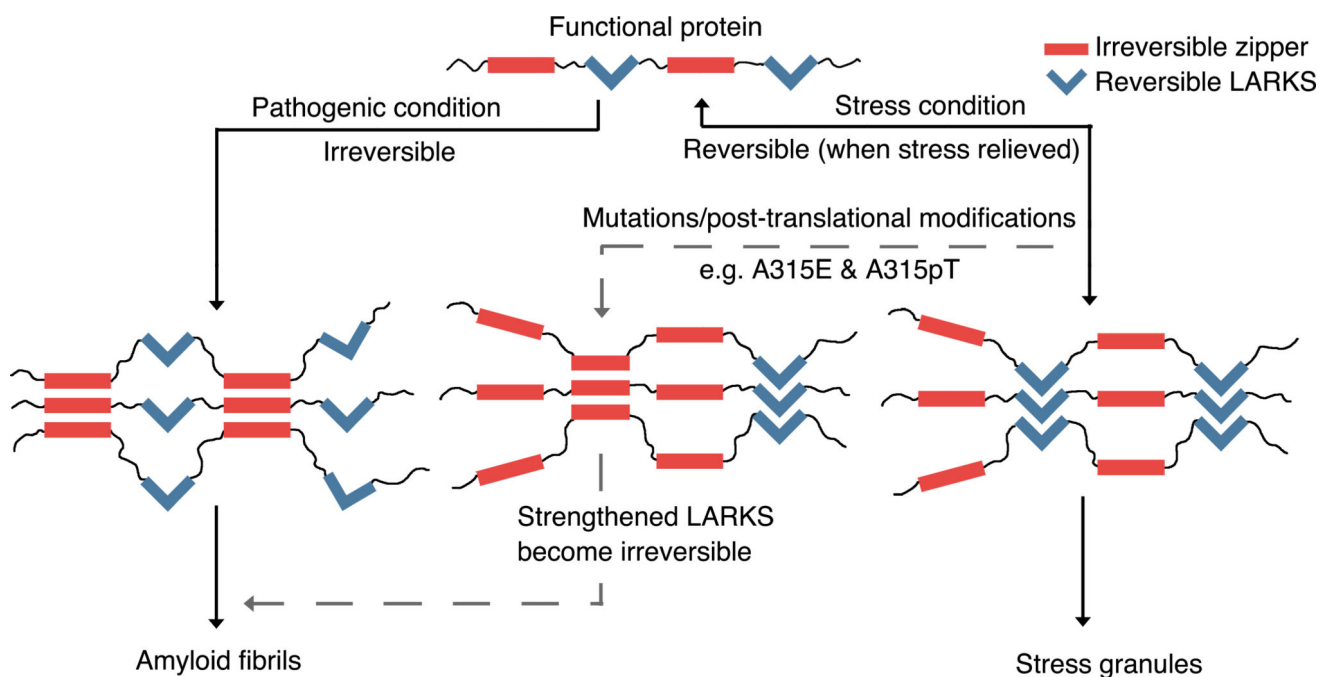 Functional protein
Irreversible zipper
Reversible LARKS
Pathogenic condition
Irreversible
Stress condition
Reversible (when stress relieved)
Mutations/post-translational modifications
e.g. A315E & A315pT
Strengthened LARKS
become irreversible
Amyloid fibrils
Stress granules